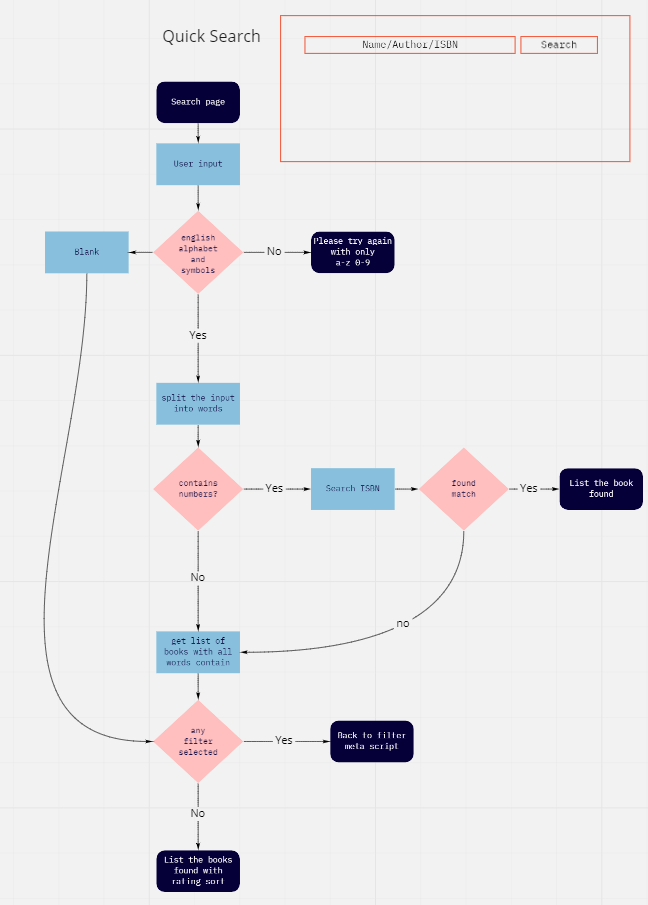 Quick Search
Name/Author/ISBN
Search
Search page
User input
english
alphabet
and
symbols
Blank
No
Please try again
with only
a-z 0-9
Yes
split the input
into words
contains
numbers?
Yes
Search ISBN
found
match
Yes
List the book
found
No
no
get list of
books with all
words contain
any
filter
selected
Yes
Back to filter
meta script
No
List the books
found with
rating sort